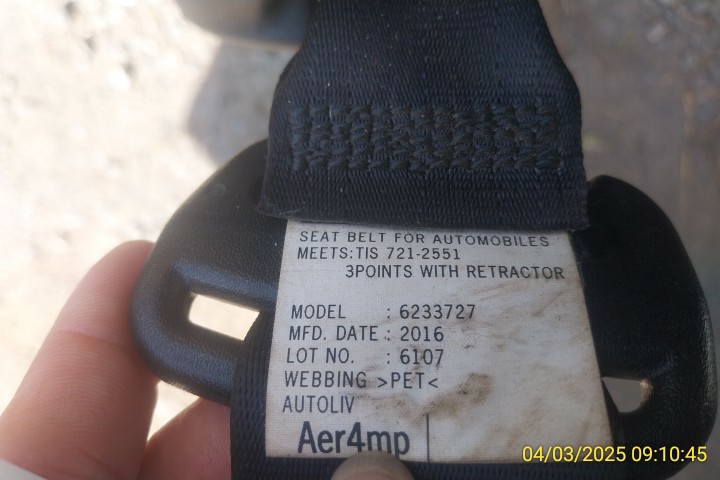 SEAT BELT FOR AUTOMOBILES
MEETS:TIS 721-2551
3POINTS WITH RETRACTOR
MODEL : 6233727
MFD. DATE : 2016
LOT NO. : 6107
WEBBING >PET<
AUTOLIV
Aer4mp
04/03/2025 09:10:45